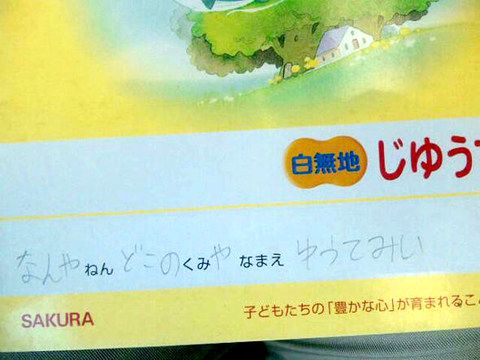 白無地 じゆう
なんやねん どこのくみや なまえ ゆうてみい
SAKURA 子どもたちの「豊かな心」が育まれるこ